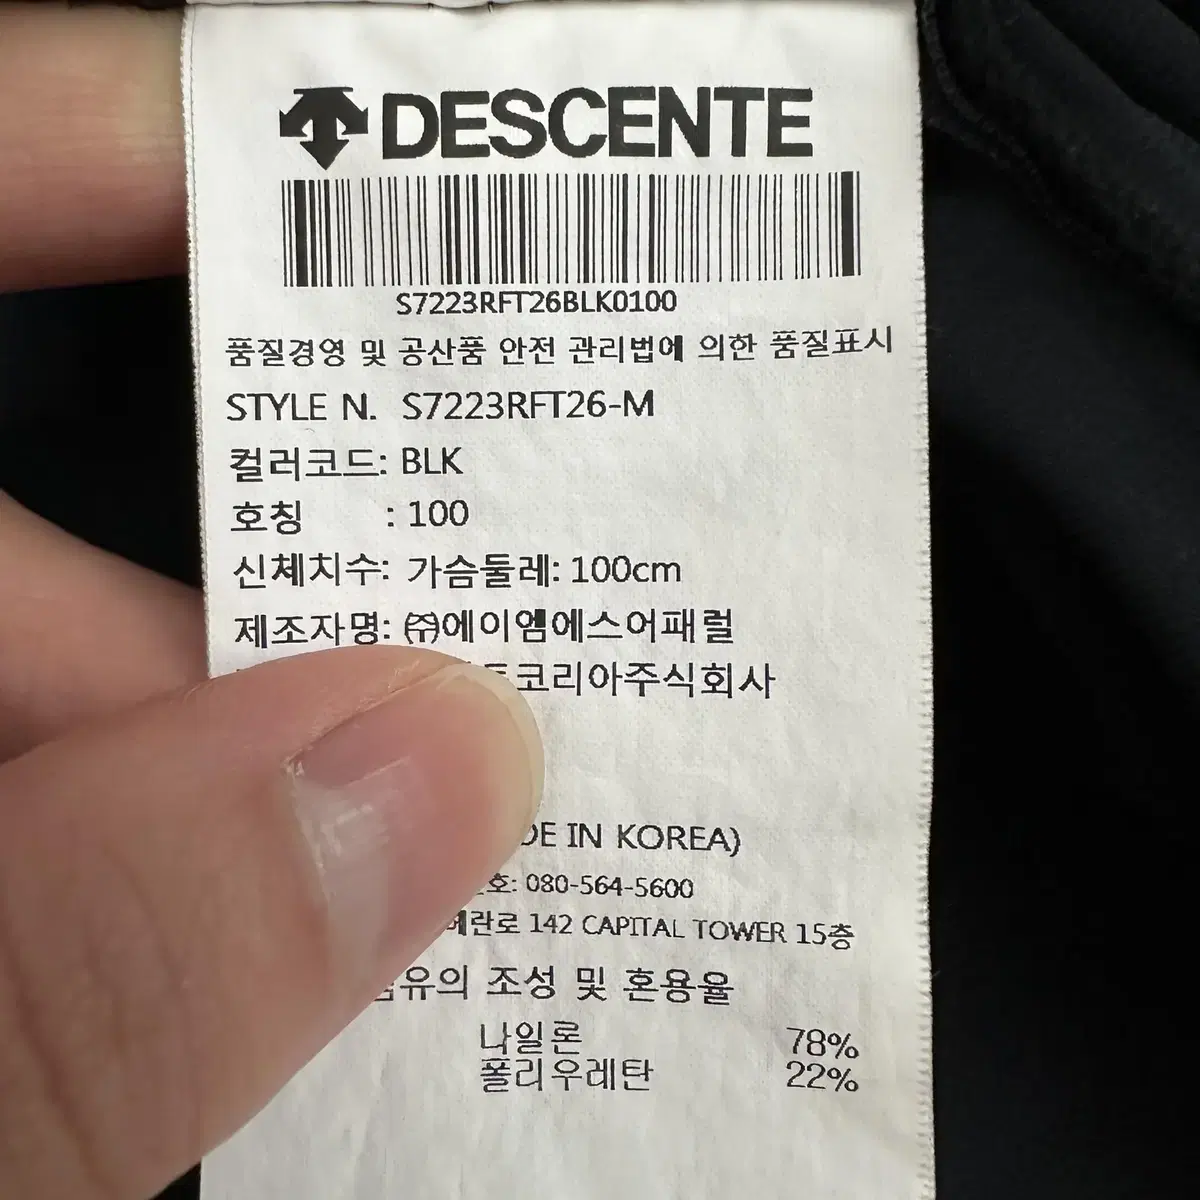 DESCENTE
S7223RFT26BLK0100
품질경영 및 공산품 안전 관리법에 의한 품질표시
STYLE N. S7223RFT26-M
컬러코드: BLK
호칭 : 100
신체치수: 가슴둘레: 100cm
제조자명: ㈜에이엠에스어패럴
코리아주식회사
IN KOREA)
080-564-5600
142 CAPITAL TOWER 15층
조성 및 혼용율
나일론 78%
폴리우레탄 22%